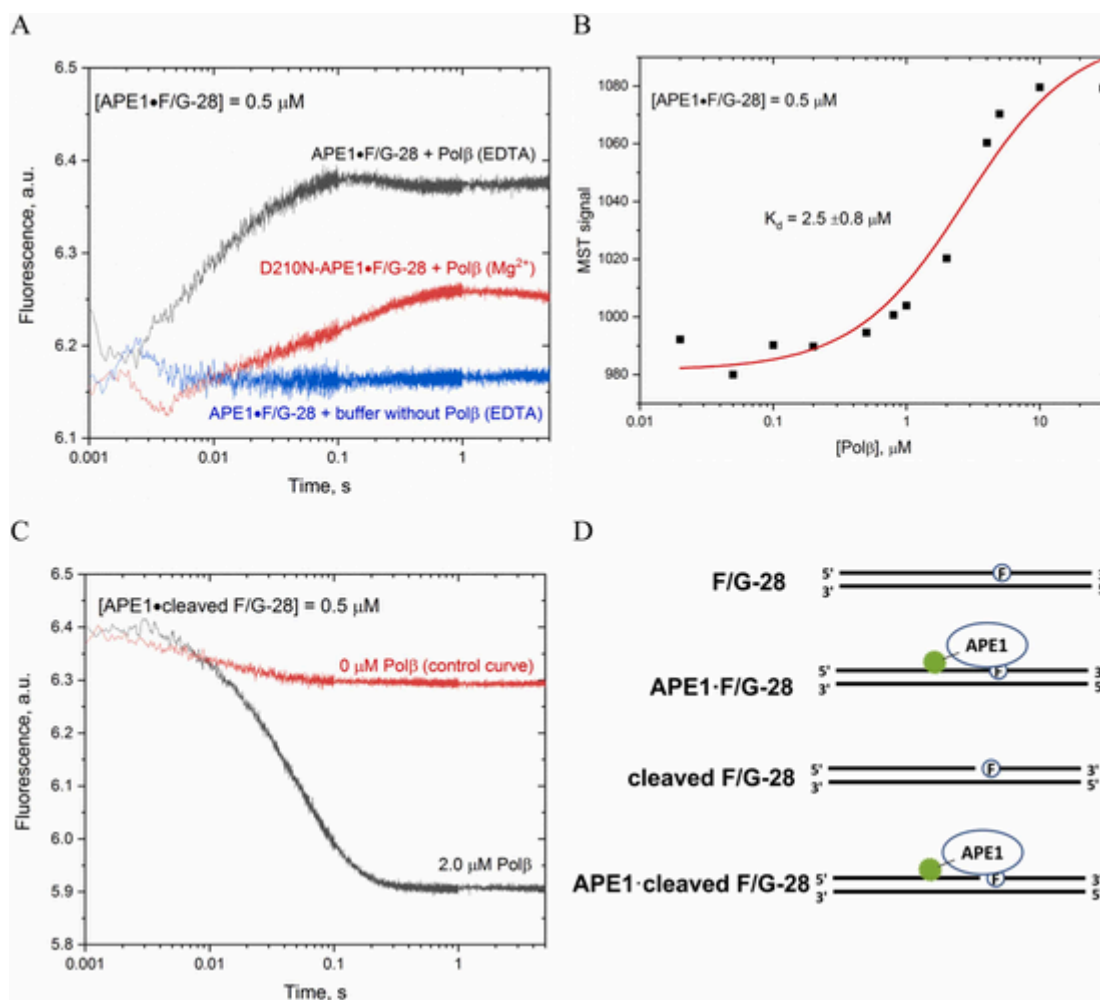 A
6.5
6.4
6.3
6.2
6.1
[APE1•F/G-28] = 0.5 µM
APE1•F/G-28 + Polβ (EDTA)
D210N-APE1•F/G-28 + Polβ (Mg²⁺)
APE1•F/G-28 + buffer without Polβ (EDTA)
Fluorescence, a.u.
0.001 0.01 0.1 1
Time, s
B
1080
1060
1040
1020
1000
980
[APE1•F/G-28] = 0.5 µM
K_d = 2.5 ±0.8 µM
MST signal
0.01 0.1 1 10
[Polβ], µM
C
6.5
6.4
6.3
6.2
6.1
6.0
5.9
5.8
[APE1•cleaved F/G-28] = 0.5 µM
0 µM Polβ (control curve)
2.0 µM Polβ
Fluorescence, a.u.
0.001 0.01 0.1 1
Time, s
D
F/G-28 5' F
3'
APE1
APE1·F/G-28 5' F 3'
3'
cleaved F/G-28 5' F 3'
3' 5'
APE1
APE1·cleaved F/G-28 5' F 3'
3'